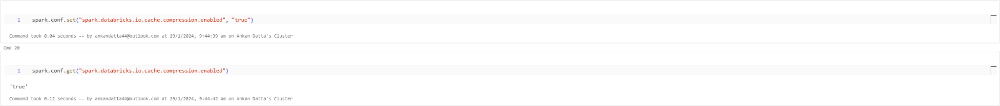 1 spark.conf.set("spark.databricks.io.cache.compression.enabled", "true")
Command took 0.04 seconds -- by ankandatta44@outlook.com at 29/1/2024, 9:44:39 am on Ankan Datta's Cluster
Cmd 20
1 spark.conf.get("spark.databricks.io.cache.compression.enabled")
'true'
Command took 0.12 seconds -- by ankandatta44@outlook.com at 29/1/2024, 9:44:42 am on Ankan Datta's Cluster